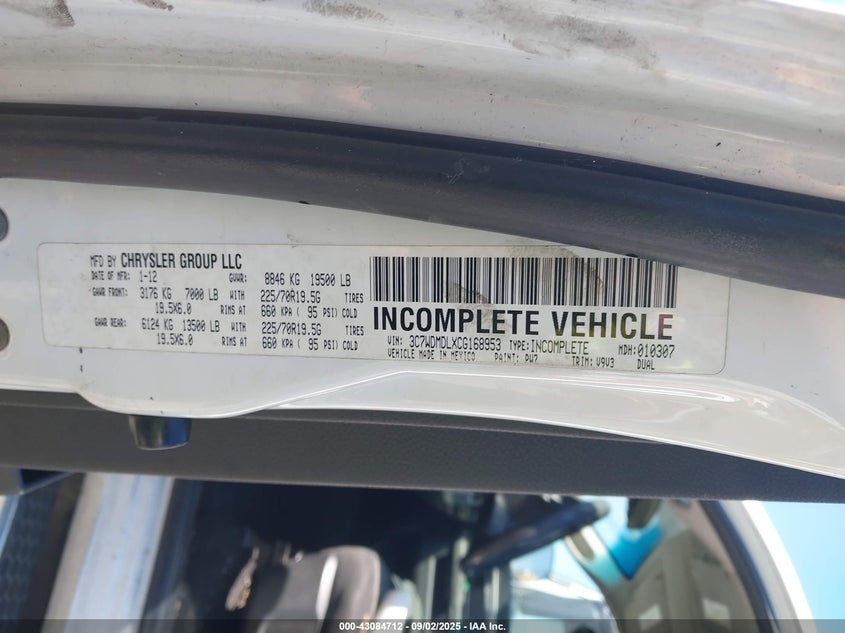 MFD BY CHRYSLER GROUP LLC
DATE OF MFR: 1-12 GVWR: 8846 KG 19500 LB
GAWR FRONT: 3176 KG 7000 LB WITH 225/70R19.5G TIRES
19.5X6.0 RIMS AT 660 KPA ( 95 PSI) COLD
GAWR REAR: 6124 KG 13500 LB WITH 225/70R19.5G TIRES
19.5X6.0 RIMS AT 660 KPA ( 95 PSI) COLD
INCOMPLETE VEHICLE
VIN: 3C7WDMDLXCG168953 TYPE: INCOMPLETE MDH: 010307
VEHICLE MADE IN MEXICO PAINT: PW7 TRIM: V9V3 DUAL
000-43084712 - 09/02/2025 - IAA Inc.